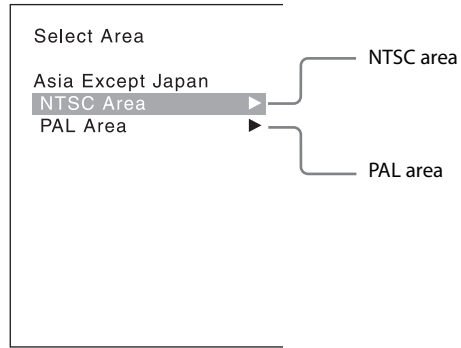 Select Area
Asia Except Japan
NTSC Area
PAL Area
NTSC area
PAL area